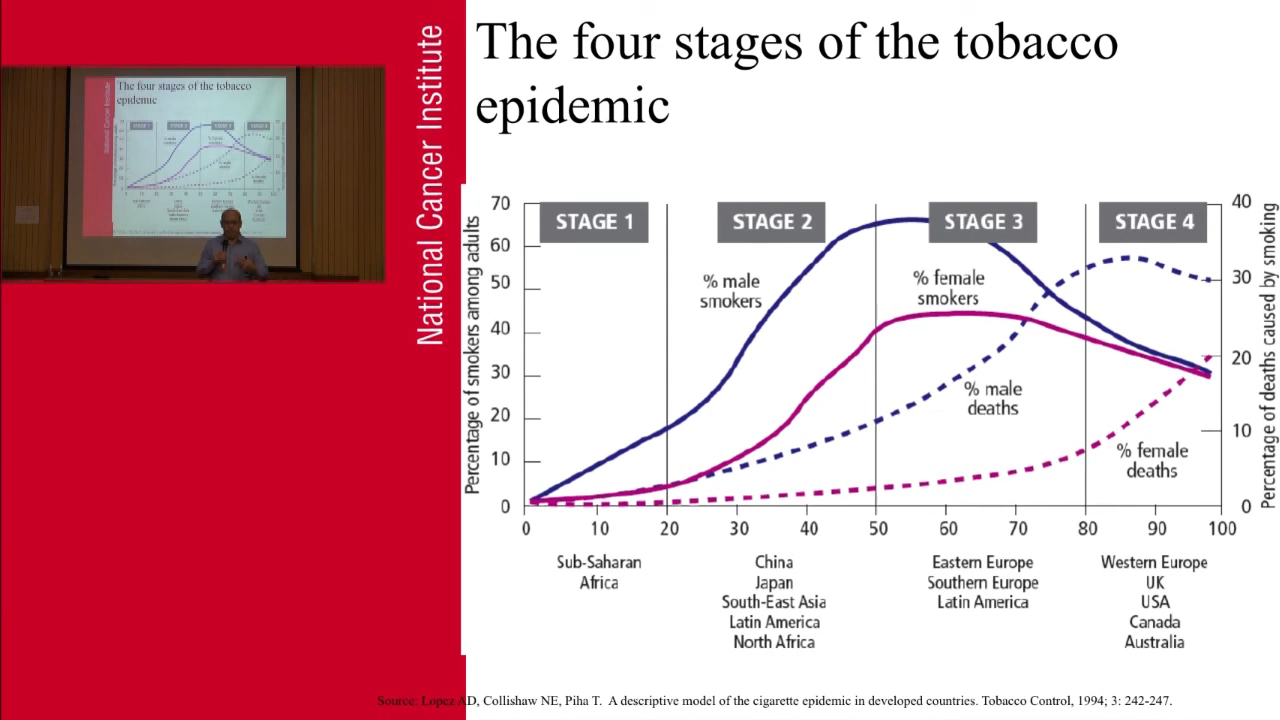 The four stages of the tobacco
epidemic
National Cancer Institute
The four stages of the tobacco
epidemic
National Cancer Institute
Percentage of smokers among adults
70
60
50
40
30
20
10
0
STAGE 1
STAGE 2
STAGE 3
STAGE 4
% male
smokers
% female
smokers
% male
deaths
% female
deaths
40
30
20
10
0
Percentage of deaths caused by smoking
0 10 20 30 40 50 60 70 80 90 100
Sub-Saharan
Africa
China
Japan
South-East Asia
Latin America
North Africa
Eastern Europe
Southern Europe
Latin America
Western Europe
UK
USA
Canada
Australia
Source: Lopez AD, Collishaw NE, Piha T. A descriptive model of the cigarette epidemic in developed countries. Tobacco Control, 1994; 3: 242-247.